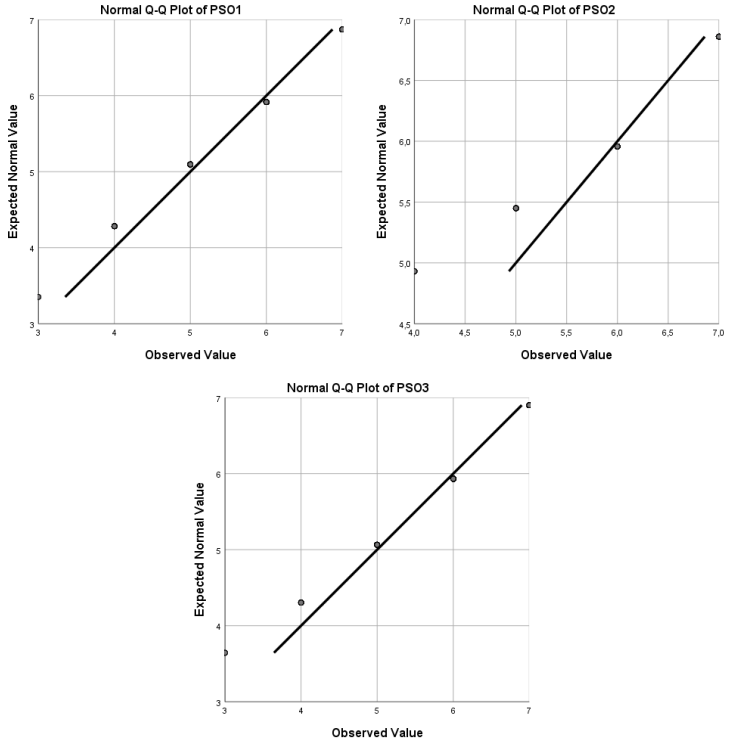 Normal Q-Q Plot of PSO1
Expected Normal Value
7
6
5
4
3
3 4 5 6 7
Observed Value
Normal Q-Q Plot of PSO2
Expected Normal Value
7,0
6,5
6,0
5,5
5,0
4,5
4,0 4,5 5,0 5,5 6,0 6,5 7,0
Observed Value
Normal Q-Q Plot of PSO3
Expected Normal Value
7
6
5
4
3
3 4 5 6 7
Observed Value